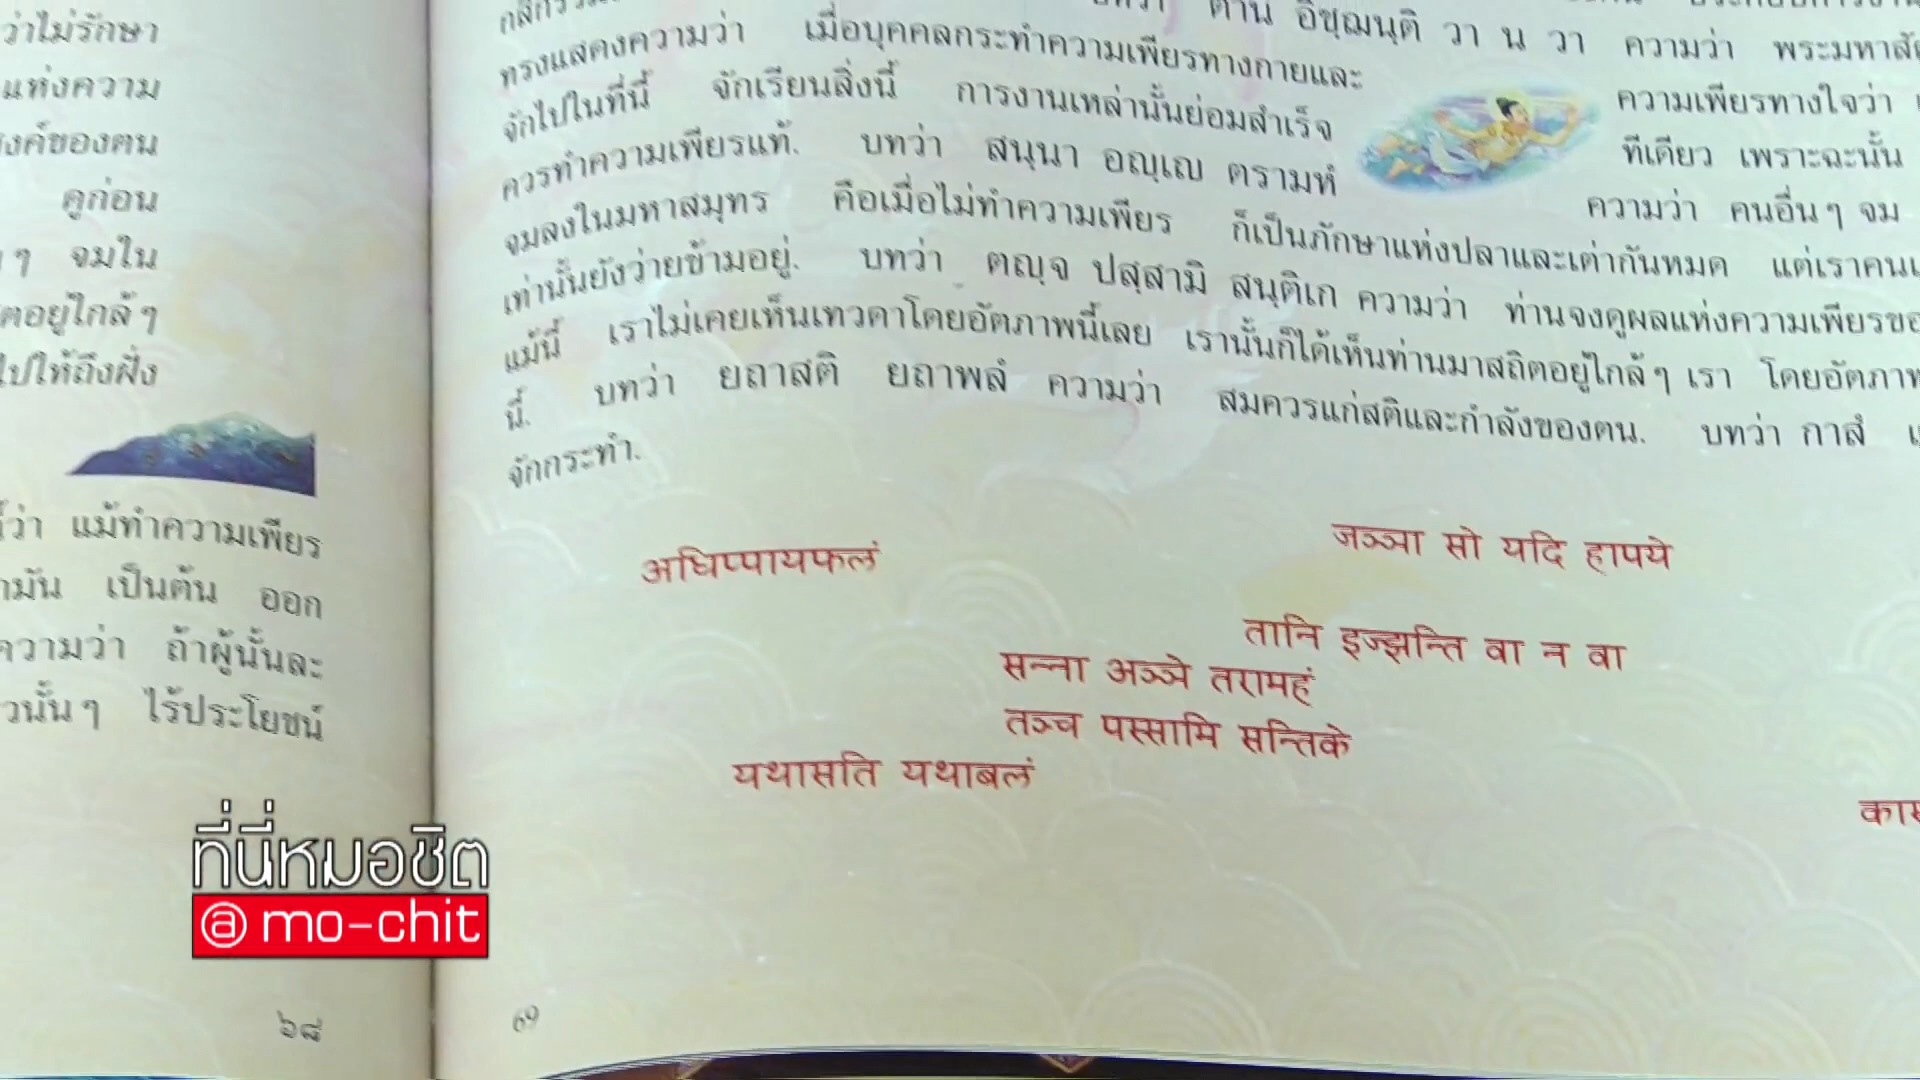 ว่าไม่รักษา
แห่งความ
ของตน
ดูก่อน
ๆ จมใน
อยู่ใกล้ๆ
ไปให้ถึงฝั่ง
ว่า แม้ทำความเพียร
เป็นต้น ออก
ความว่า ถ้าผู้นั้นละ
นั้นๆ ไร้ประโยชน์
๖๘
ตานิ อิชฺฌนฺติ วา น วา ความว่า
ทรงแสดงความว่า เมื่อบุคคลกระทำความเพียรทางกายและความเพียรทางใจว่า
จักไปในที่นี้ จักเรียนสิ่งนี้ การงานเหล่านั้นย่อมสำเร็จทีเดียว เพราะฉะนั้น
ควรทำความเพียรแท้. บทว่า สนฺนา อญฺเญ ตรามหํ ความว่า คนอื่นๆ จม
จมลงในมหาสมุทร คือเมื่อไม่ทำความเพียร ก็เป็นภักษาแห่งปลาและเต่ากันหมด แต่เราคน
เท่านั้นยังว่ายข้ามอยู่. บทว่า ตญฺจ ปสฺสามิ สนฺติเก ความว่า ท่านจงดูผลแห่งความเพียร
แม้นี้ เราไม่เคยเห็นเทวดาโดยอัตภาพนี้เลย เรานั้นก็ได้เห็นท่านมาสถิตอยู่ใกล้ๆ เรา โดยอัตภาพ
นี้. บทว่า ยถาสติ ยถาพลํ ความว่า สมควรแก่สติและกำลังของตน. บทว่า กาสํ
จักกระทำ.
अधिप्पायफलं
जञ्ञा सो यदि हापये
तानि इज्झन्ति वा न वा
सन्ना अञ्ञे तरामहं
तञ्च पस्सामि सन्तिके
यथासति यथाबलं
ที่นี่หมอชิต
@ mo-chit